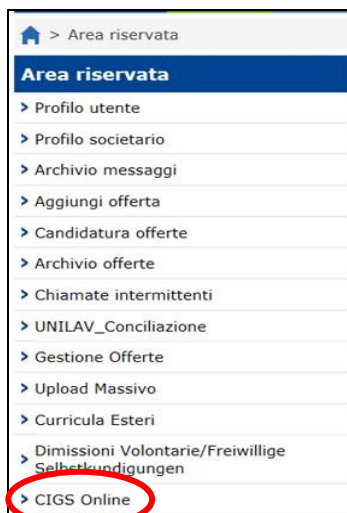 > Area riservata
Area riservata
> Profilo utente
> Profilo societario
> Archivio messaggi
> Aggiungi offerta
> Candidatura offerte
> Archivio offerte
> Chiamate intermittenti
> UNILAV_Conciliazione
> Gestione Offerte
> Upload Massivo
> Curricula Esteri
> Dimissioni Volontarie/Freiwillige
Selbstkundigungen
> CIGS Online